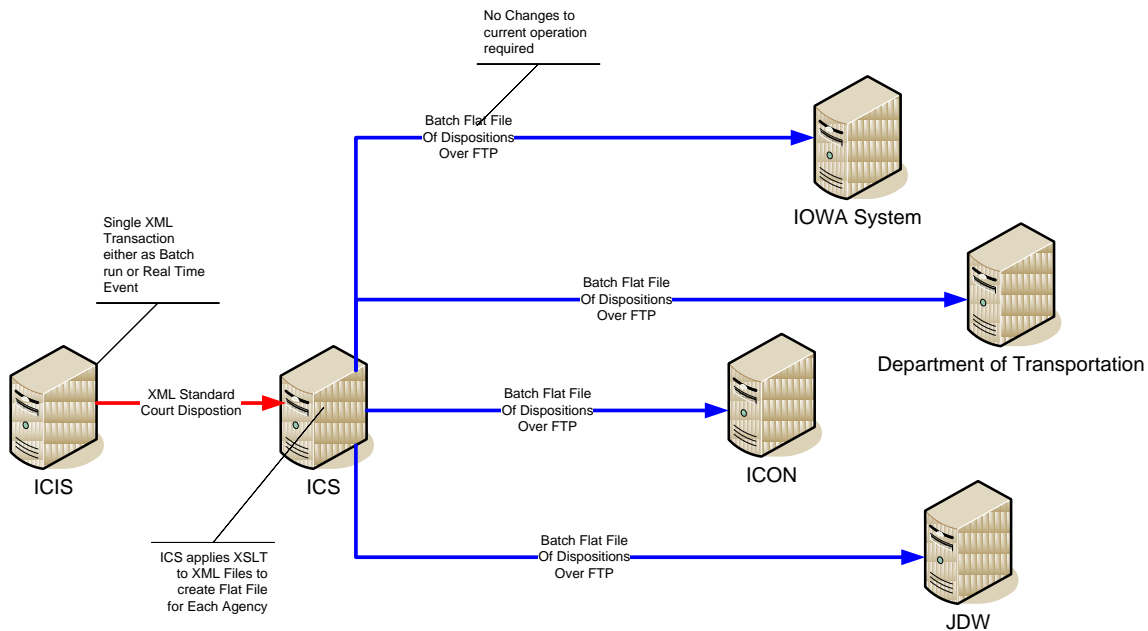 No Changes to
current operation
required
Batch Flat File
Of Dispositions
Over FTP
IOWA System
Single XML
Transaction
either as Batch
run or Real Time
Event
Batch Flat File
Of Dispositions
Over FTP
Department of Transportation
XML Standard
Court Dispostion
ICIS
ICS
Batch Flat File
Of Dispositions
Over FTP
ICON
ICS applies XSLT
to XML Files to
create Flat File
for Each Agency
Batch Flat File
Of Dispositions
Over FTP
JDW